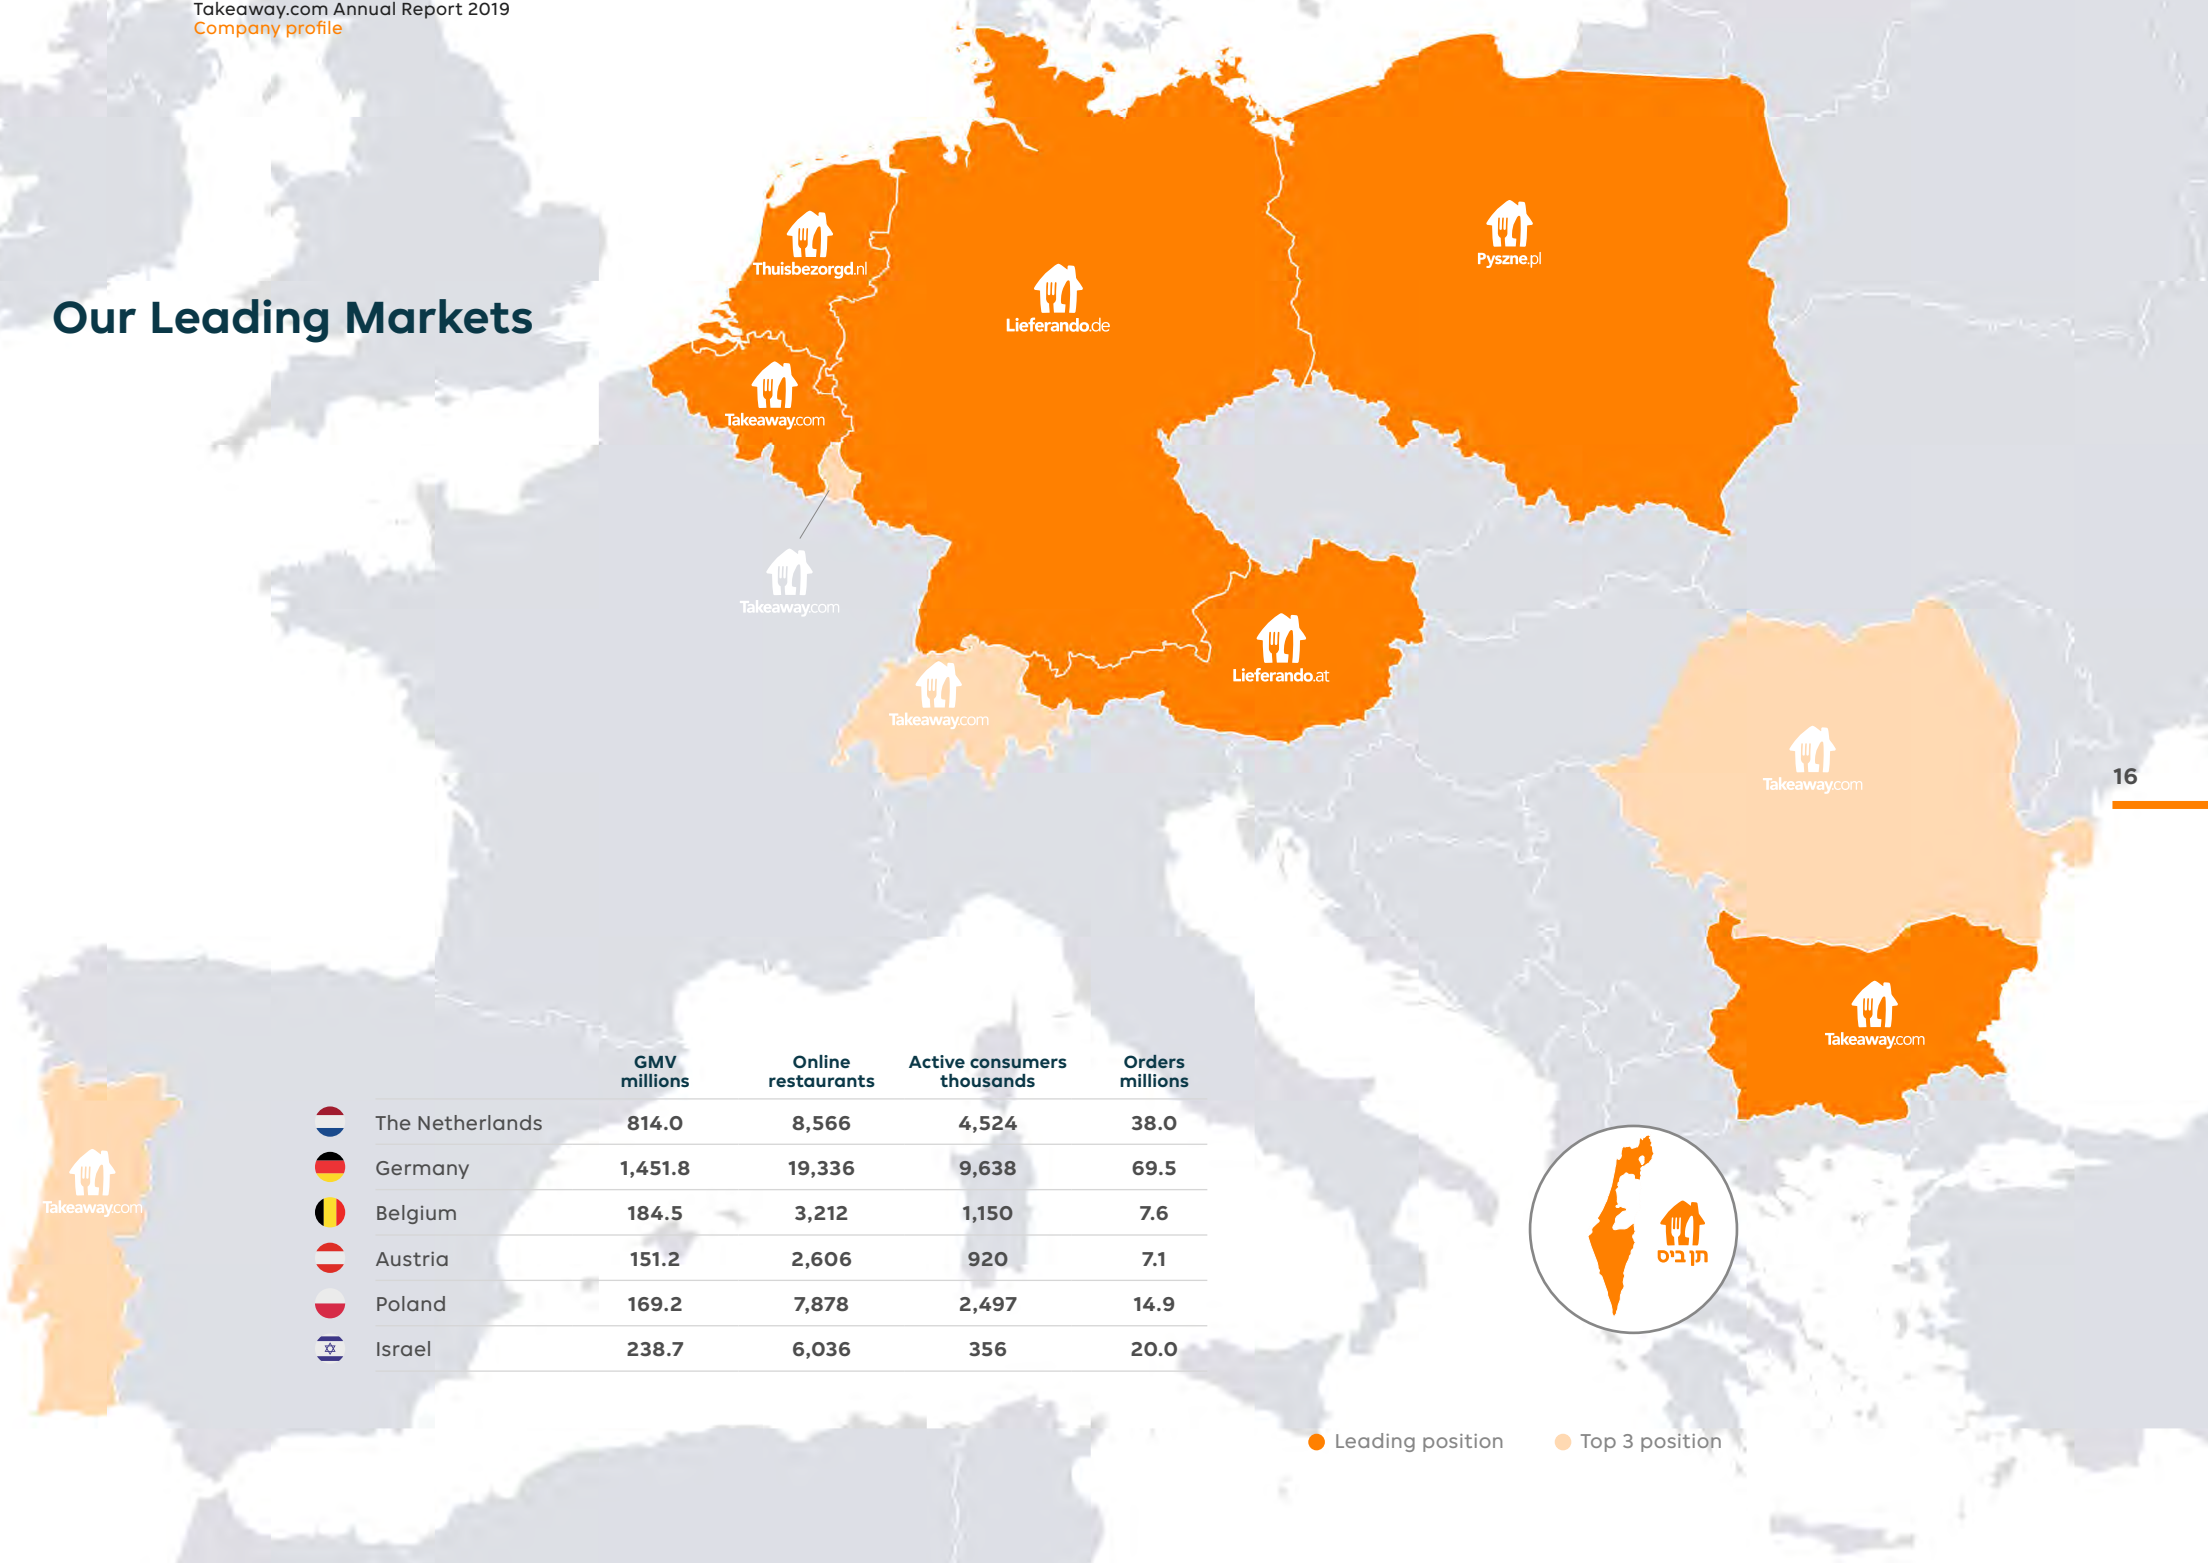 Takeaway.com Annual Report 2019
Company profile
Thuisbezorgd.nl
Pyszne.pl
Lieferando.de
Our Leading Markets
Takeaway.com
Takeaway.com
Lieferando.at
Takeaway.com
Takeaway.com
16
Takeaway.com
Takeaway.com
GMV millions Online restaurants Active consumers thousands Orders millions
The Netherlands 814.0 8,566 4,524 38.0
Germany 1,451.8 19,336 9,638 69.5
Belgium 184.5 3,212 1,150 7.6
Austria 151.2 2,606 920 7.1
Poland 169.2 7,878 2,497 14.9
Israel 238.7 6,036 356 20.0
תן ביס
Leading position Top 3 position